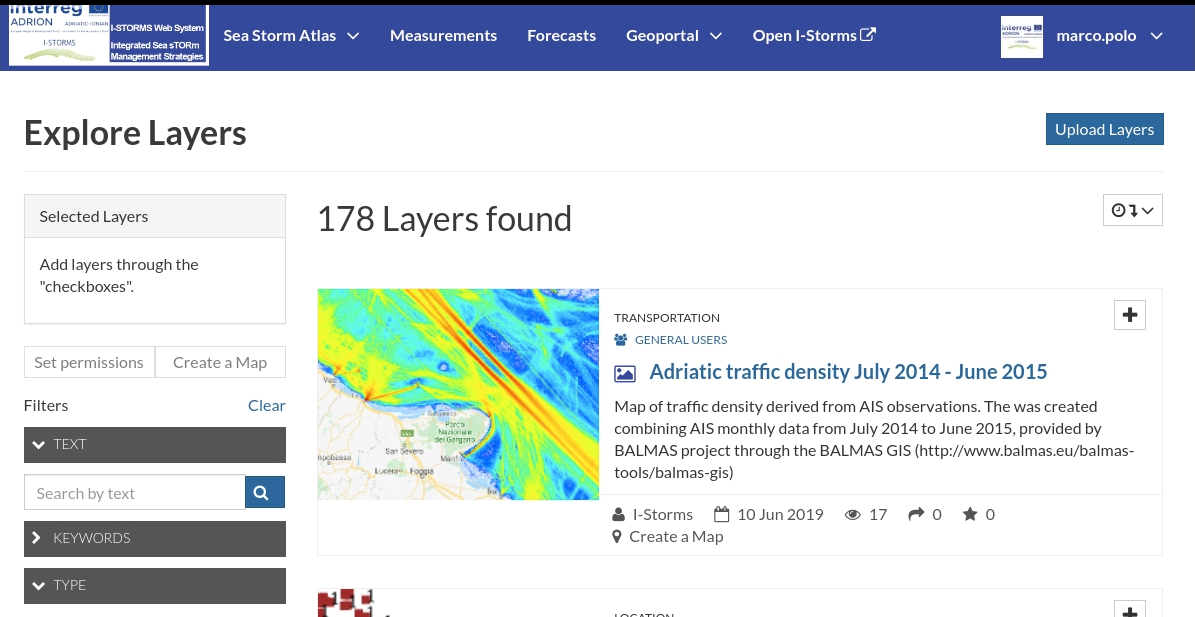 Interreg
ADRION ADRIATIC-IONIAN
I-STORMS
I-STORMS Web System
Integrated Sea sTORm
Management Strategies
Sea Storm Atlas
Measurements
Forecasts
Geoportal
Open I-Storms
marco.polo
Explore Layers
Upload Layers
Selected Layers
Add layers through the
"checkboxes".
Set permissions
Create a Map
Filters
Clear
TEXT
Search by text
KEYWORDS
TYPE
178 Layers found
Vasto
Parco
Nazionale
del Gargano
San Severo
Manf
Lucera
Foggia
mpobasso
TRANSPORTATION
GENERAL USERS
Adriatic traffic density July 2014 - June 2015
Map of traffic density derived from AIS observations. The was created
combining AIS monthly data from July 2014 to June 2015, provided by
BALMAS project through the BALMAS GIS (http://www.balmas.eu/balmas-
tools/balmas-gis)
I-Storms 10 Jun 2019 17 0 0
Create a Map
LOCATION